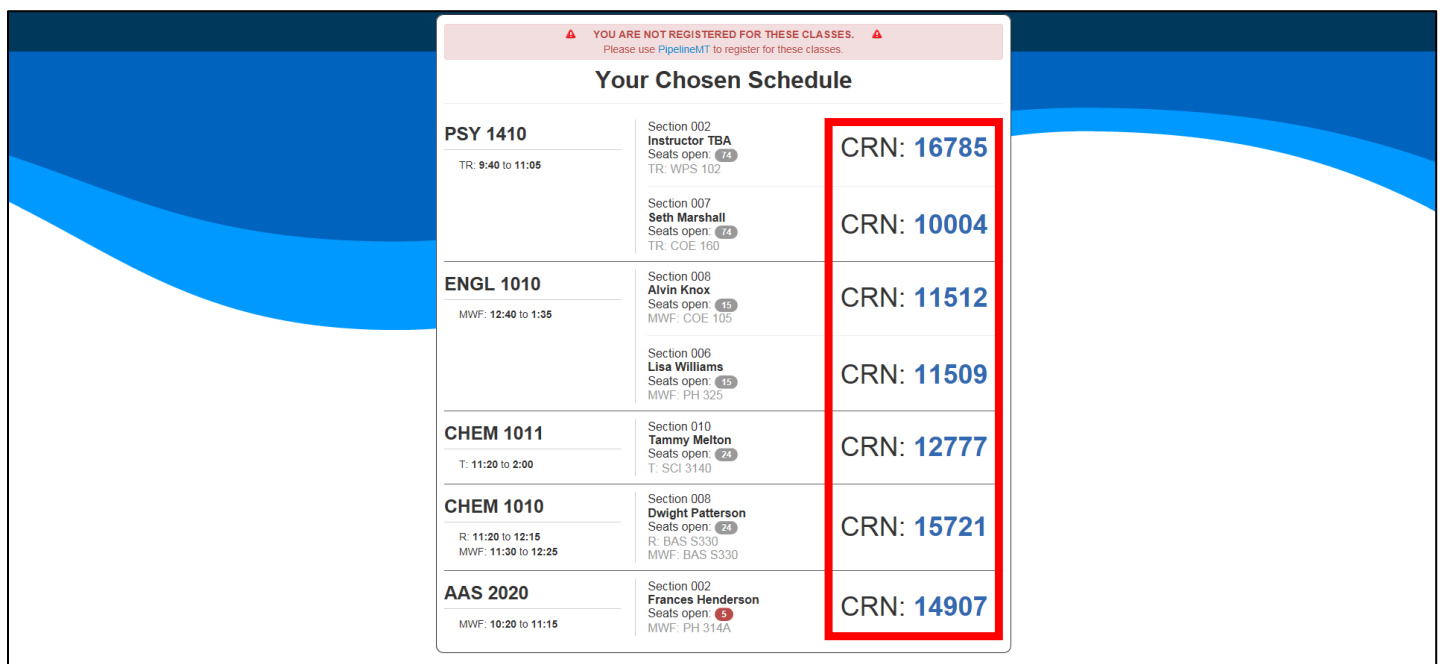 YOU ARE NOT REGISTERED FOR THESE CLASSES.
Please use PipelineMT to register for these classes.
Your Chosen Schedule
PSY 1410
TR: 9:40 to 11:05
Section 002
Instructor TBA
Seats open: 74
TR: WPS 102
CRN: 16785
Section 007
Seth Marshall
Seats open: 74
TR: COE 160
CRN: 10004
ENGL 1010
MWF: 12:40 to 1:35
Section 008
Alvin Knox
Seats open: 15
MWF: COE 105
CRN: 11512
Section 006
Lisa Williams
Seats open: 15
MWF: PH 325
CRN: 11509
CHEM 1011
T: 11:20 to 2:00
Section 010
Tammy Melton
Seats open: 24
T: SCI 3140
CRN: 12777
CHEM 1010
R: 11:20 to 12:15
MWF: 11:30 to 12:25
Section 008
Dwight Patterson
Seats open: 24
R: BAS S330
MWF: BAS S330
CRN: 15721
AAS 2020
MWF: 10:20 to 11:15
Section 002
Frances Henderson
Seats open: 5
MWF: PH 314A
CRN: 14907